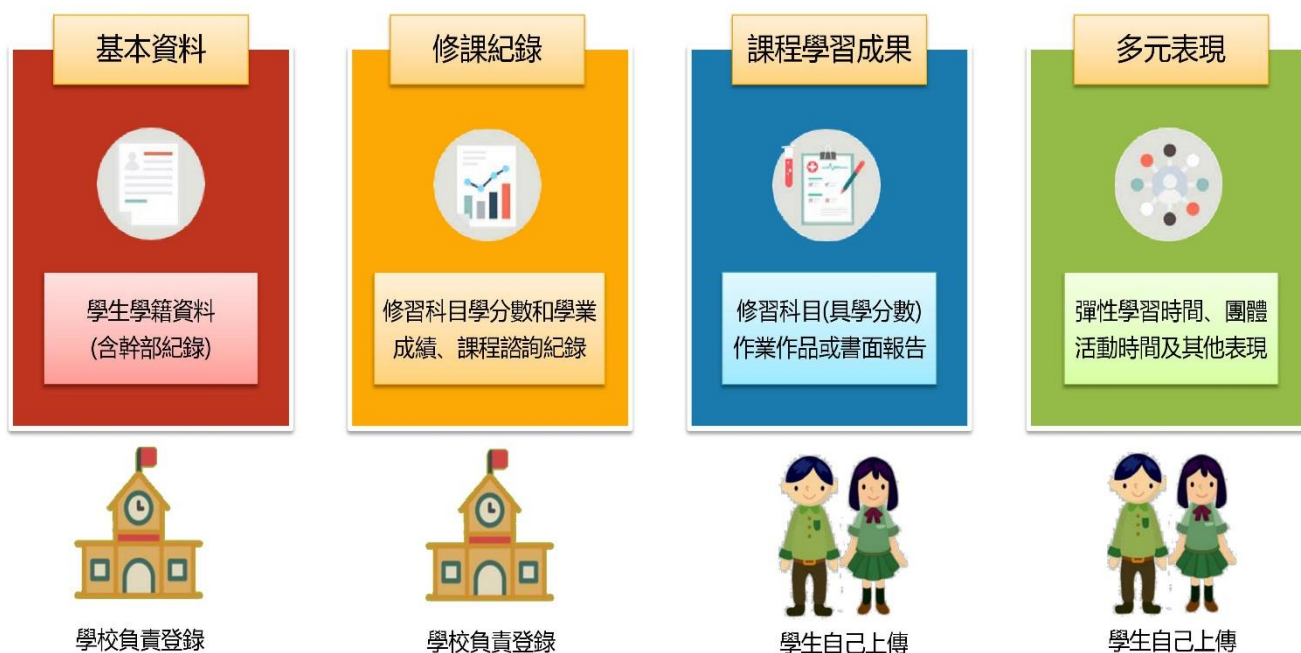 基本資料
修課紀錄
課程學習成果
多元表現
學生學籍資料
(含幹部紀錄)
修習科目學分數和學業
成績、課程諮詢紀錄
修習科目(具學分數)
作業作品或書面報告
彈性學習時間、團體
活動時間及其他表現
學校負責登錄
學校負責登錄
學生自己上傳
學生自己上傳